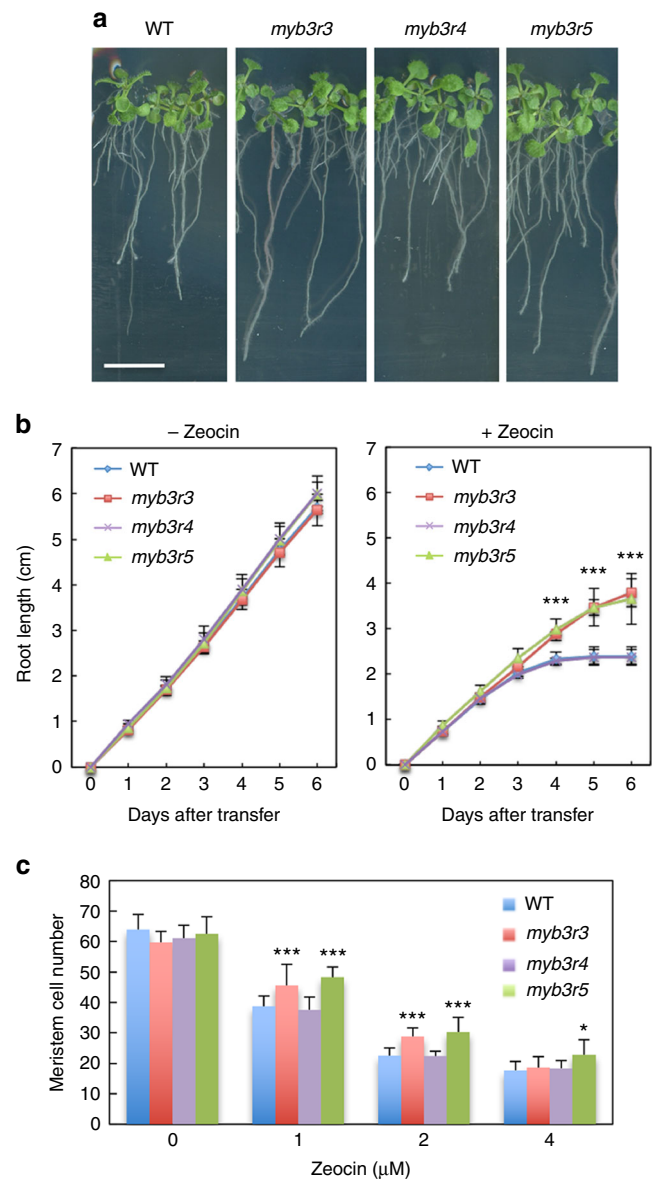 a
WT myb3r3 myb3r4 myb3r5
b
– Zeocin
7
6
5
4
3
2
1
0
Root length (cm)
WT
myb3r3
myb3r4
myb3r5
0 1 2 3 4 5 6
Days after transfer
+ Zeocin
7
6
5
4
3
2
1
0
WT
myb3r3
myb3r4
myb3r5
*** *** ***
0 1 2 3 4 5 6
Days after transfer
c
80
70
60
50
40
30
20
10
0
Meristem cell number
WT
myb3r3
myb3r4
myb3r5
*** ***
*** ***
*
0 1 2 4
Zeocin (μM)